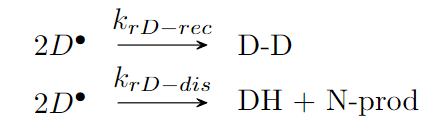 2D• k_{rD−rec} → D-D
2D• k_{rD−dis} → DH + N-prod